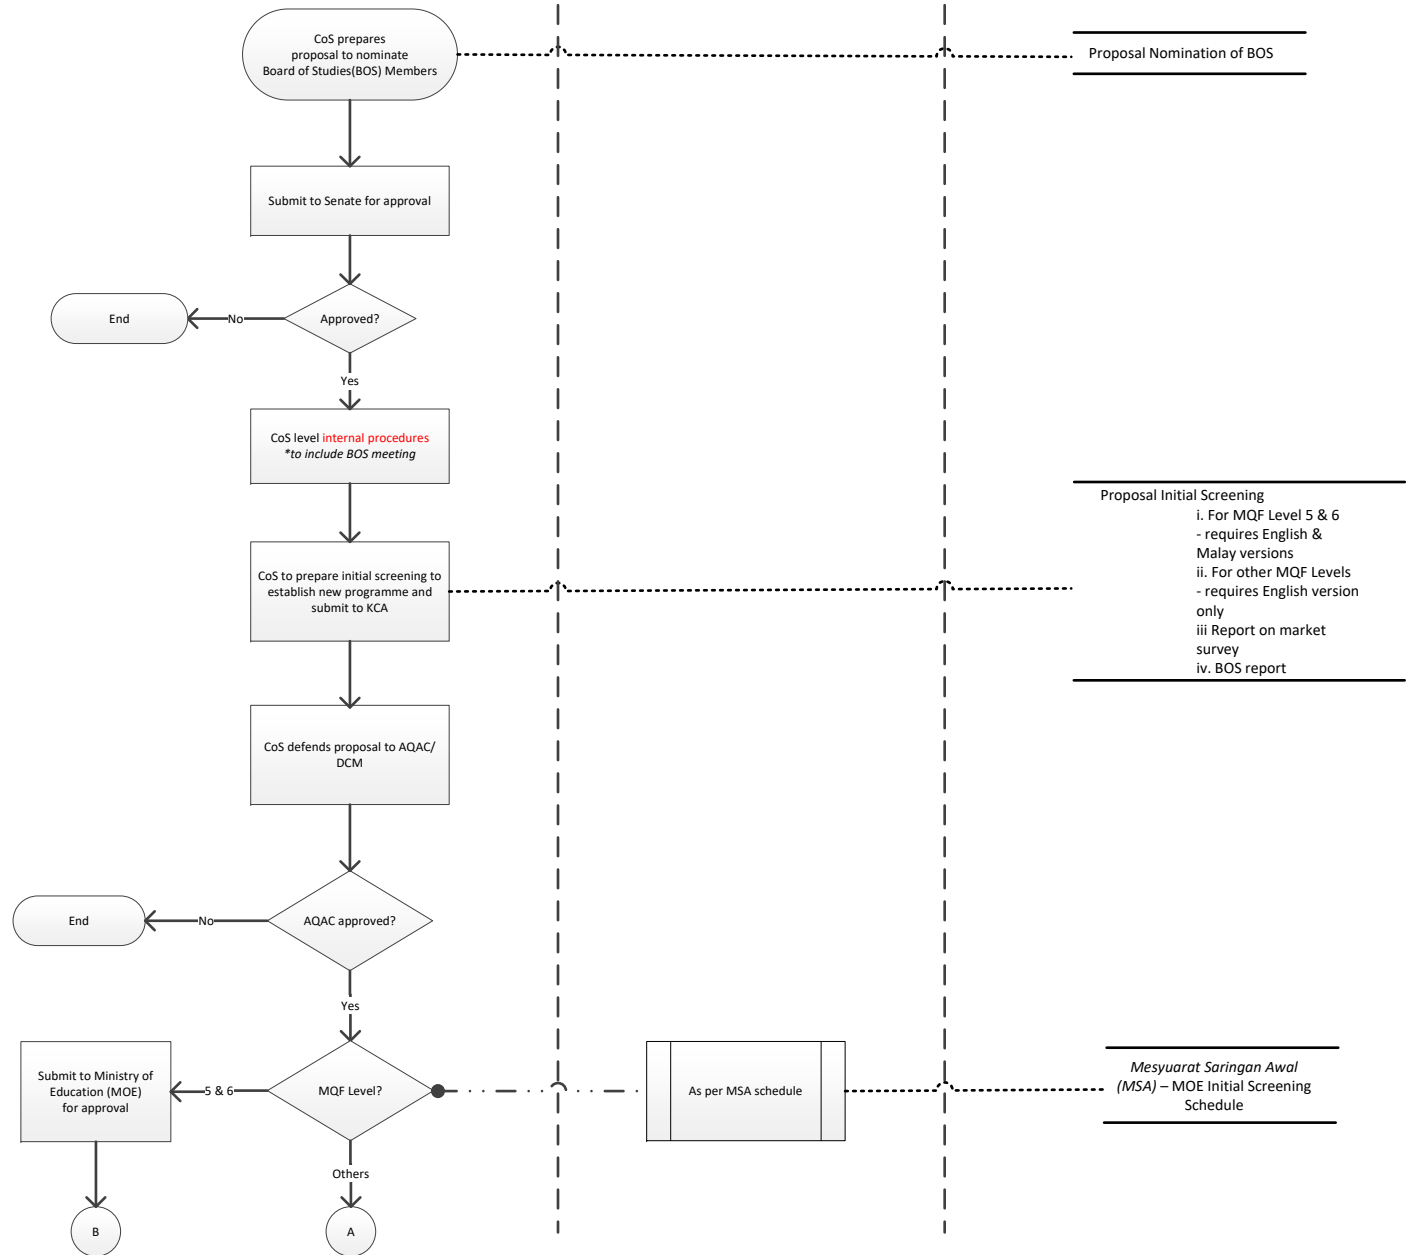 CoS prepares
proposal to nominate
Board of Studies(BOS) Members
Proposal Nomination of BOS
Submit to Senate for approval
End
No
Approved?
Yes
CoS level internal procedures
*to include BOS meeting
Proposal Initial Screening
i. For MQF Level 5 & 6
- requires English &
Malay versions
ii. For other MQF Levels
- requires English version
only
iii Report on market
survey
iv. BOS report
CoS to prepare initial screening to
establish new programme and
submit to KCA
CoS defends proposal to AQAC/
DCM
End
No
AQAC approved?
Yes
Submit to Ministry of
Education (MOE)
for approval
5 & 6
MQF Level?
As per MSA schedule
Mesyuarat Saringan Awal
(MSA) – MOE Initial Screening
Schedule
Others
B
A